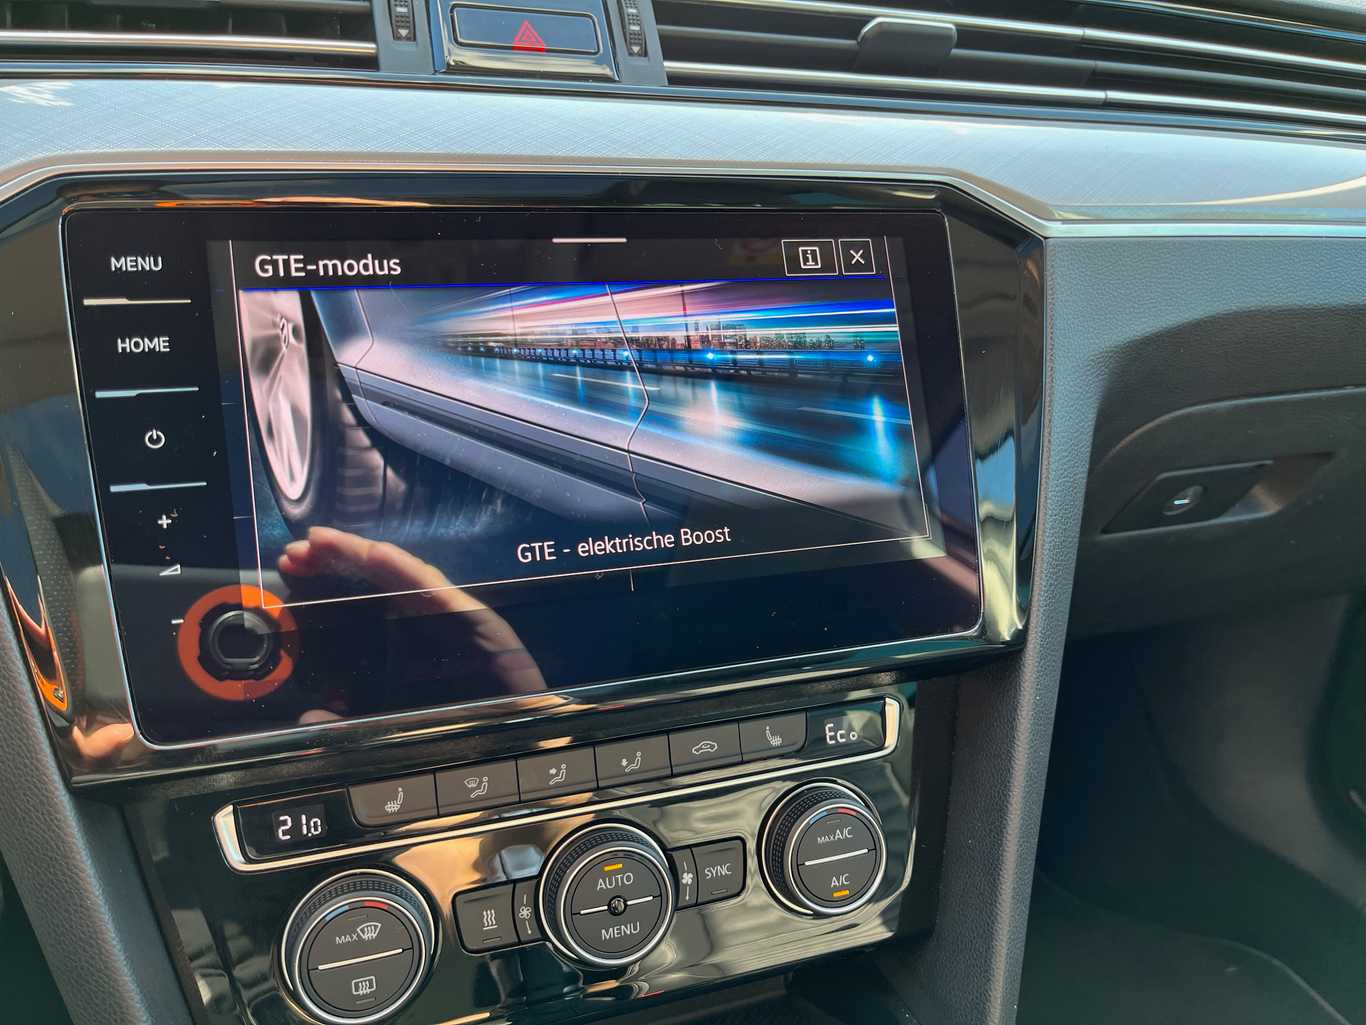 MENU
GTE-modus
i
X
HOME
+
GTE - elektrische Boost
-
Eco
21.0
MAX A/C
AUTO
SYNC
A/C
MAX
MENU